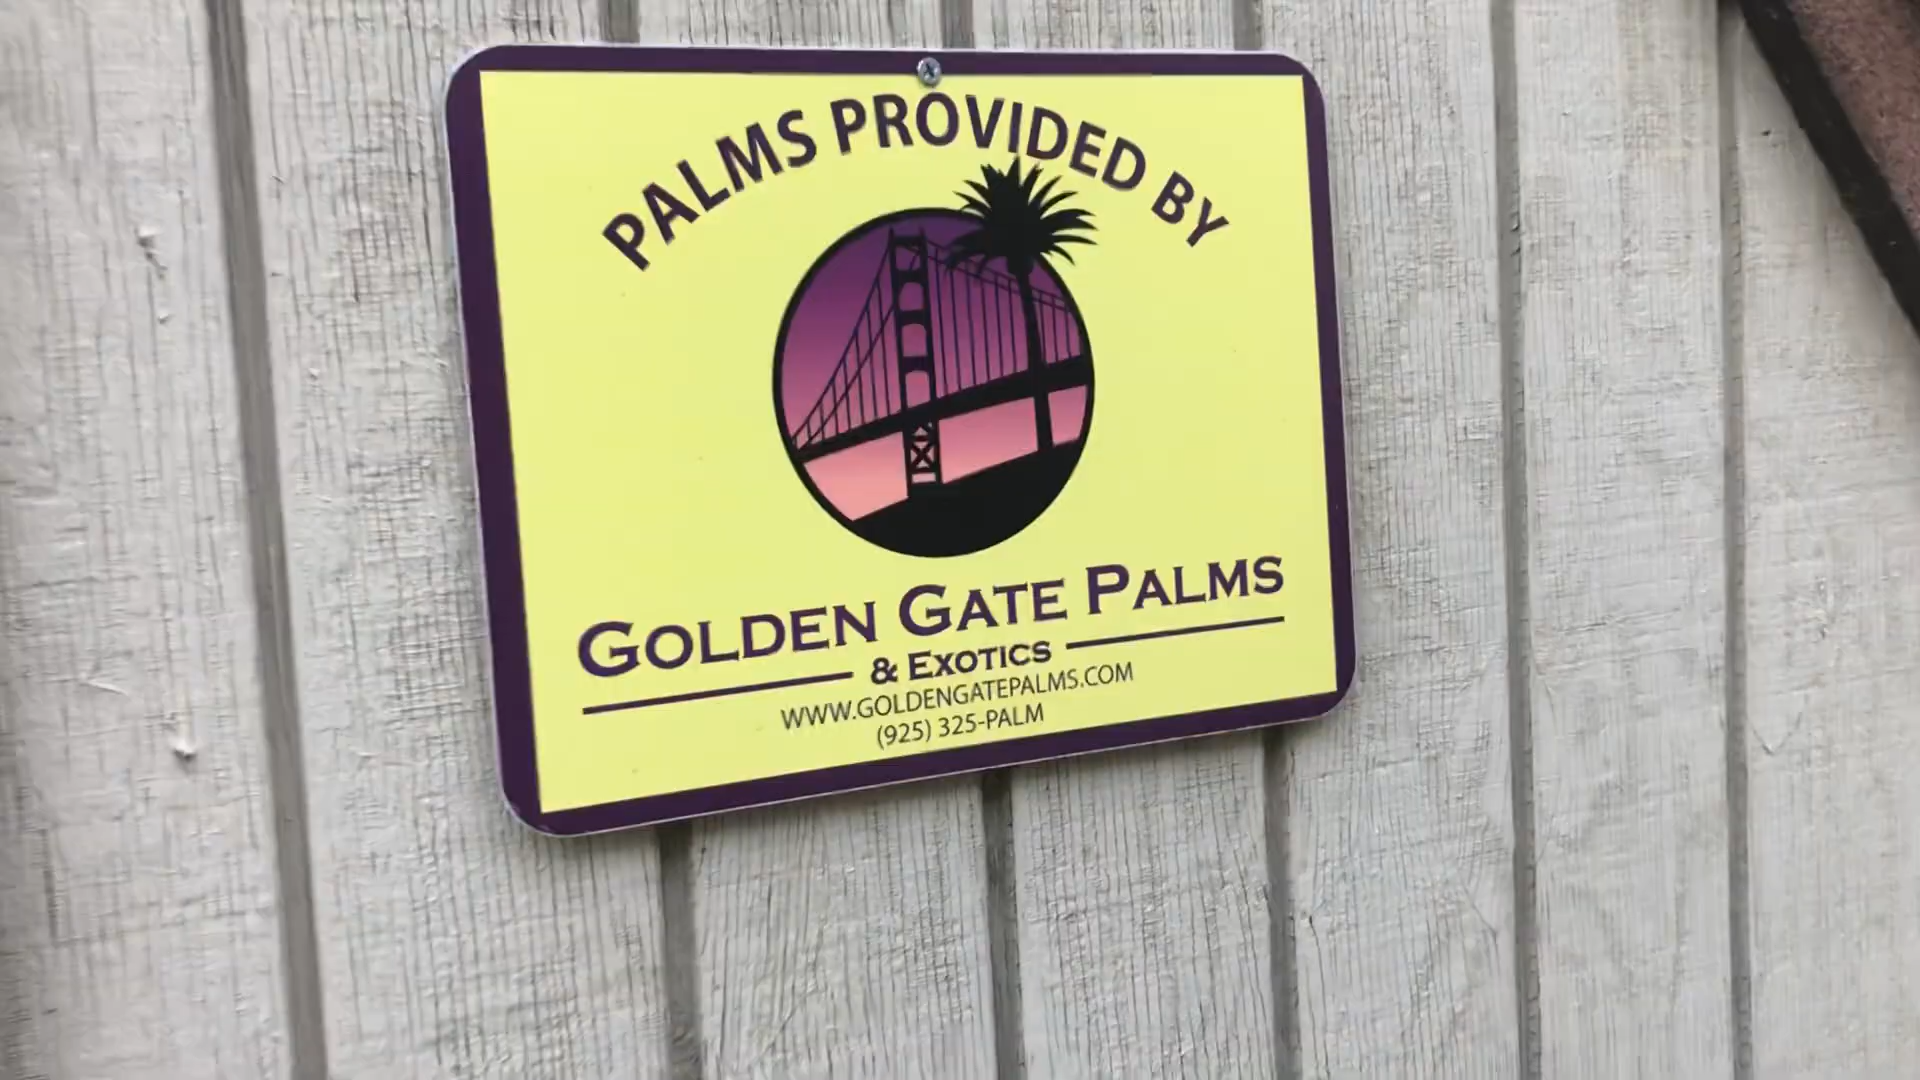 PALMS PROVIDED BY
GOLDEN GATE PALMS
& EXOTICS
WWW.GOLDENGATEPALMS.COM
(925) 325-PALM